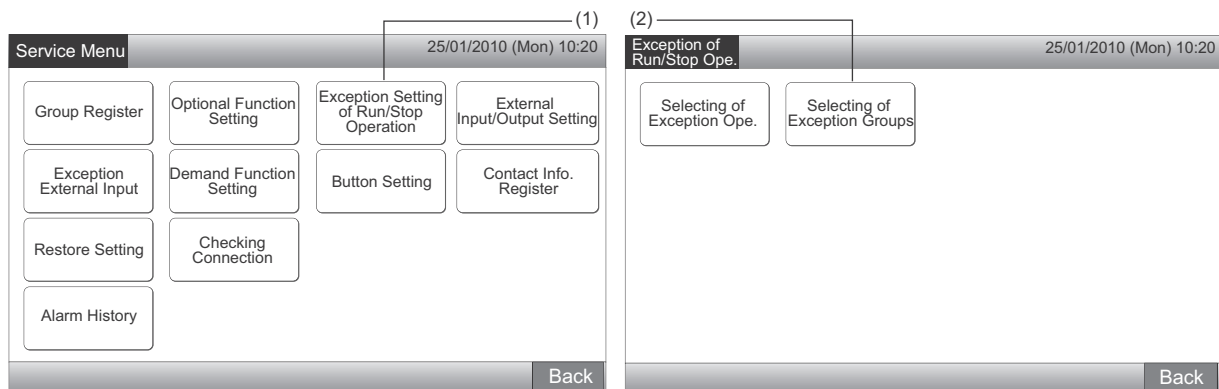 (1)
(2)
Service Menu
25/01/2010 (Mon) 10:20
Group Register
Optional Function
Setting
Exception Setting
of Run/Stop
Operation
External
Input/Output Setting
Exception
External Input
Demand Function
Setting
Button Setting
Contact Info.
Register
Restore Setting
Checking
Connection
Alarm History
Back
Exception of
Run/Stop Ope.
25/01/2010 (Mon) 10:20
Selecting of
Exception Ope.
Selecting of
Exception Groups
Back